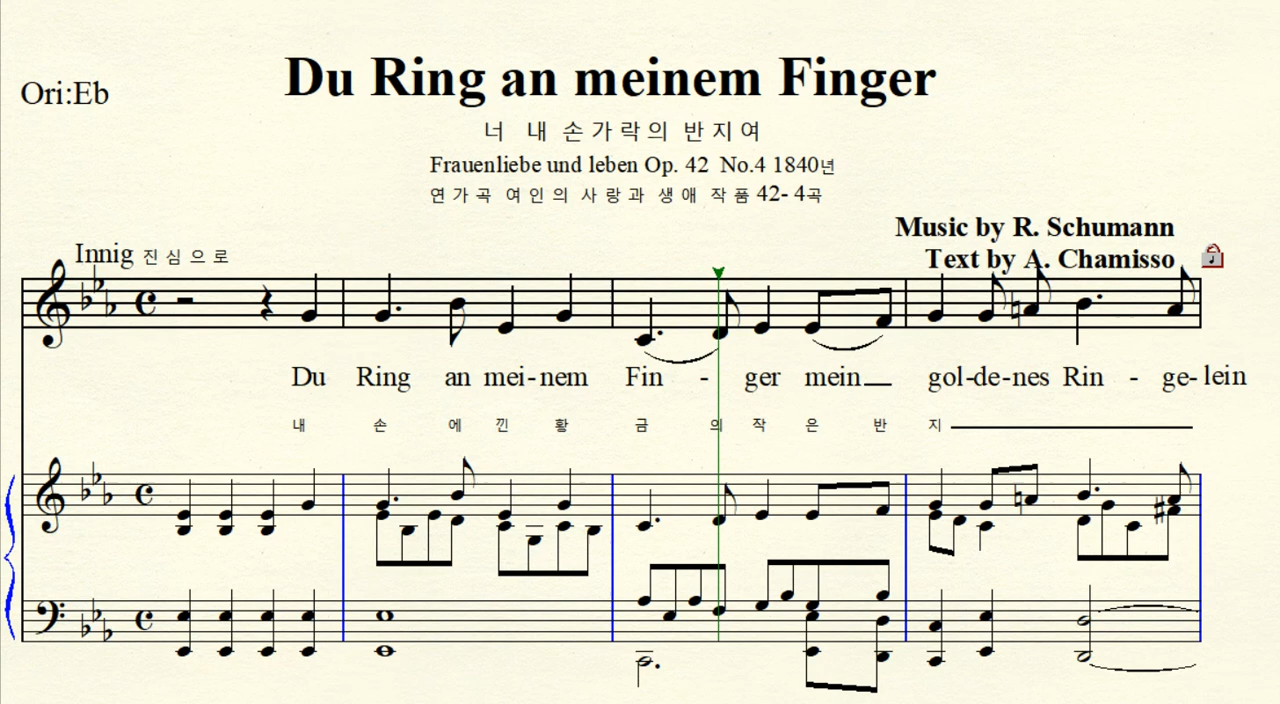 Du Ring an meinem Finger
Ori:Eb
너 내 손가락의 반지여
Frauenliebe und leben Op. 42 No.4 1840년
연가곡 여인의 사랑과 생애 작품 42- 4곡
Music by R. Schumann
Innig 진심으로
Text by A. Chamisso
Du Ring an mei-nem Fin - ger mein__ gol-de-nes Rin - ge-lein
내 손 에 낀 황 금 의 작 은 반 지